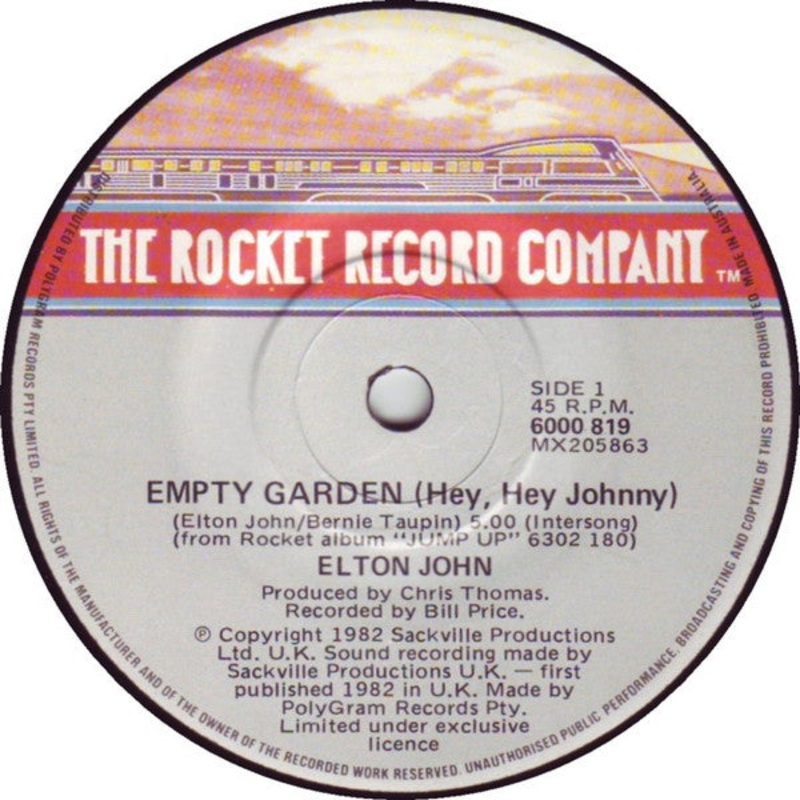 THE ROCKET RECORD COMPANY TM
SIDE 1
45 R.P.M.
6000 819
MX205863
EMPTY GARDEN (Hey, Hey Johnny)
(Elton John/Bernie Taupin) 5.00 (Intersong)
(from Rocket album "JUMP UP" 6302 180)
ELTON JOHN
Produced by Chris Thomas.
Recorded by Bill Price.
℗ Copyright 1982 Sackville Productions
Ltd. U.K. Sound recording made by
Sackville Productions U.K. — first
published 1982 in U.K. Made by
PolyGram Records Pty.
Limited under exclusive
licence
DISTRIBUTED BY POLYGRAM RECORDS PTY LIMITED. ALL RIGHTS OF THE MANUFACTURER AND OF THE OWNER OF THE RECORDED WORK RESERVED. UNAUTHORISED PUBLIC PERFORMANCE, BROADCASTING AND COPYING OF THIS RECORD PROHIBITED MADE IN AUSTRALIA